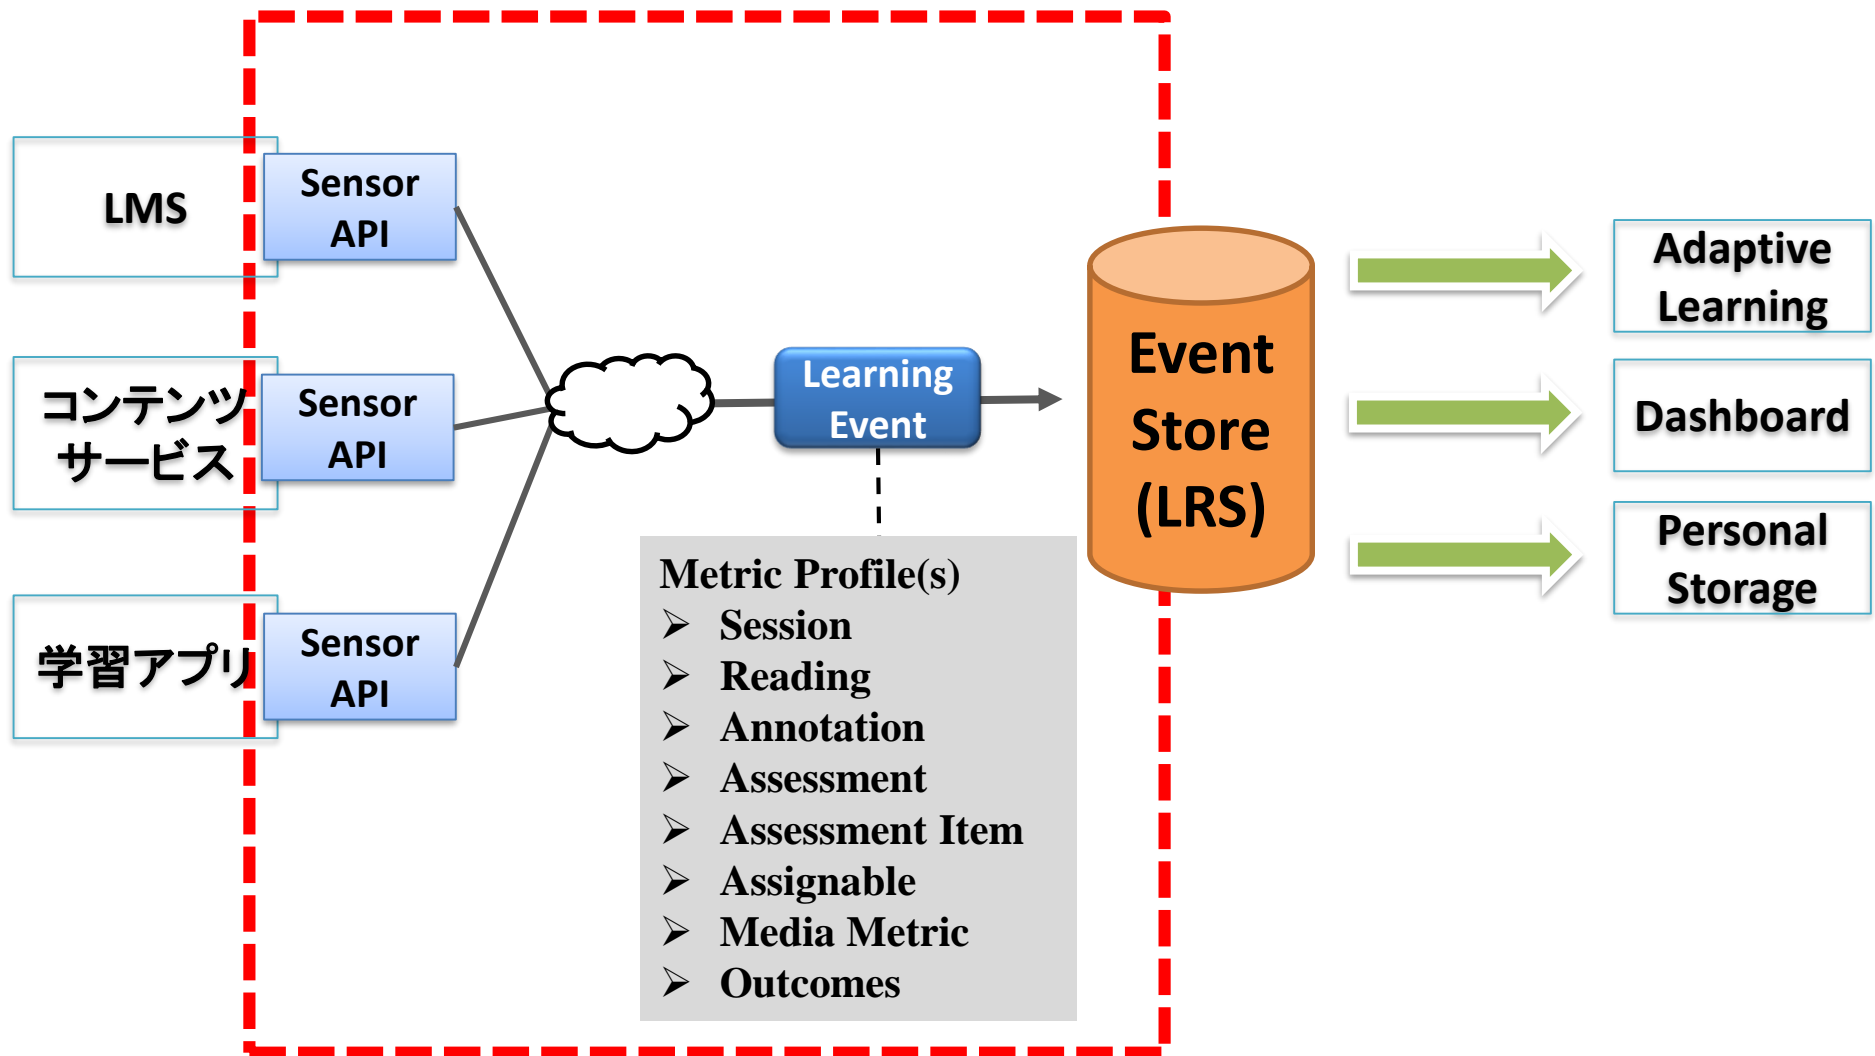 LMS
Sensor
API
コンテンツ
サービス
Sensor
API
学習アプリ
Sensor
API
Learning
Event
Metric Profile(s)
➢ Session
➢ Reading
➢ Annotation
➢ Assessment
➢ Assessment Item
➢ Assignable
➢ Media Metric
➢ Outcomes
Event
Store
(LRS)
Adaptive
Learning
Dashboard
Personal
Storage